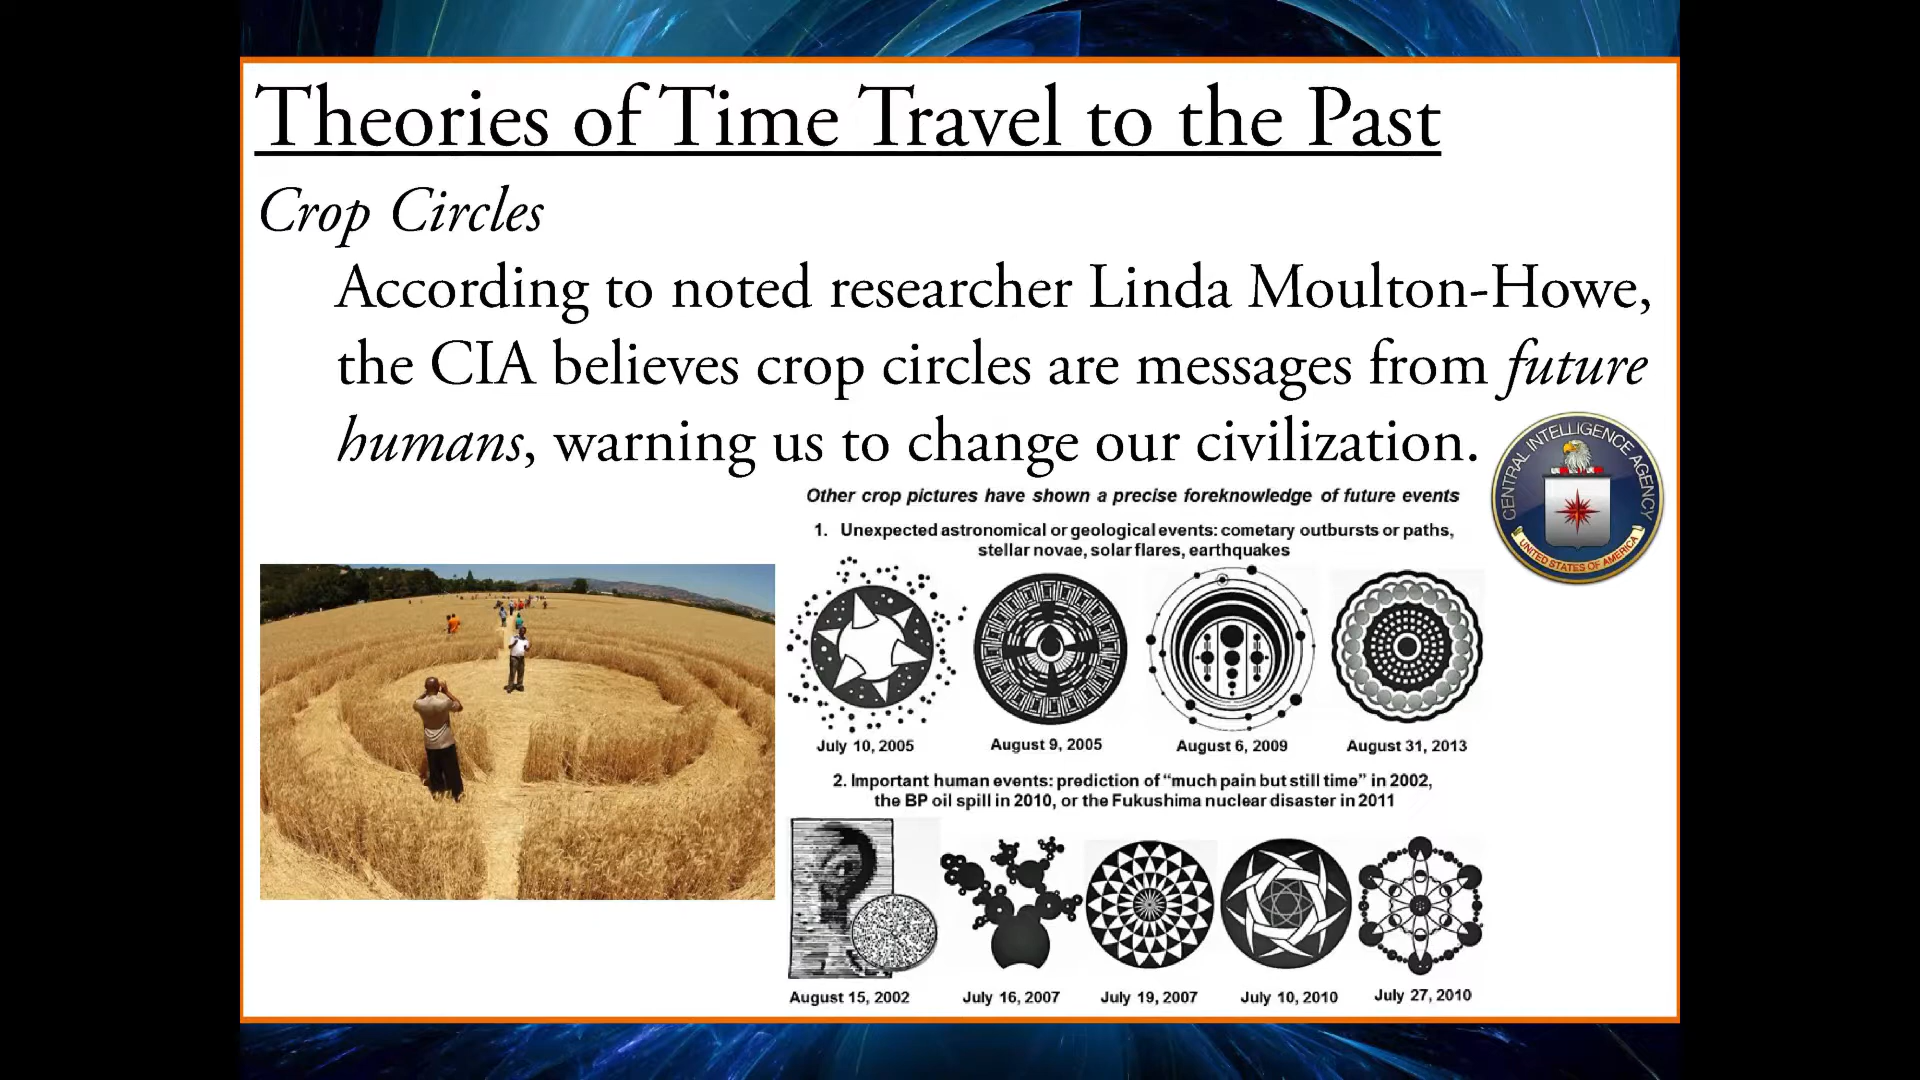 Theories of Time Travel to the Past
Crop Circles
According to noted researcher Linda Moulton-Howe,
the CIA believes crop circles are messages from future
humans, warning us to change our civilization.
CENTRAL INTELLIGENCE AGENCY
UNITED STATES OF AMERICA
Other crop pictures have shown a precise foreknowledge of future events
1. Unexpected astronomical or geological events: cometary outbursts or paths,
stellar novae, solar flares, earthquakes
July 10, 2005
August 9, 2005
August 6, 2009
August 31, 2013
2. Important human events: prediction of “much pain but still time” in 2002,
the BP oil spill in 2010, or the Fukushima nuclear disaster in 2011
August 15, 2002
July 16, 2007
July 19, 2007
July 10, 2010
July 27, 2010